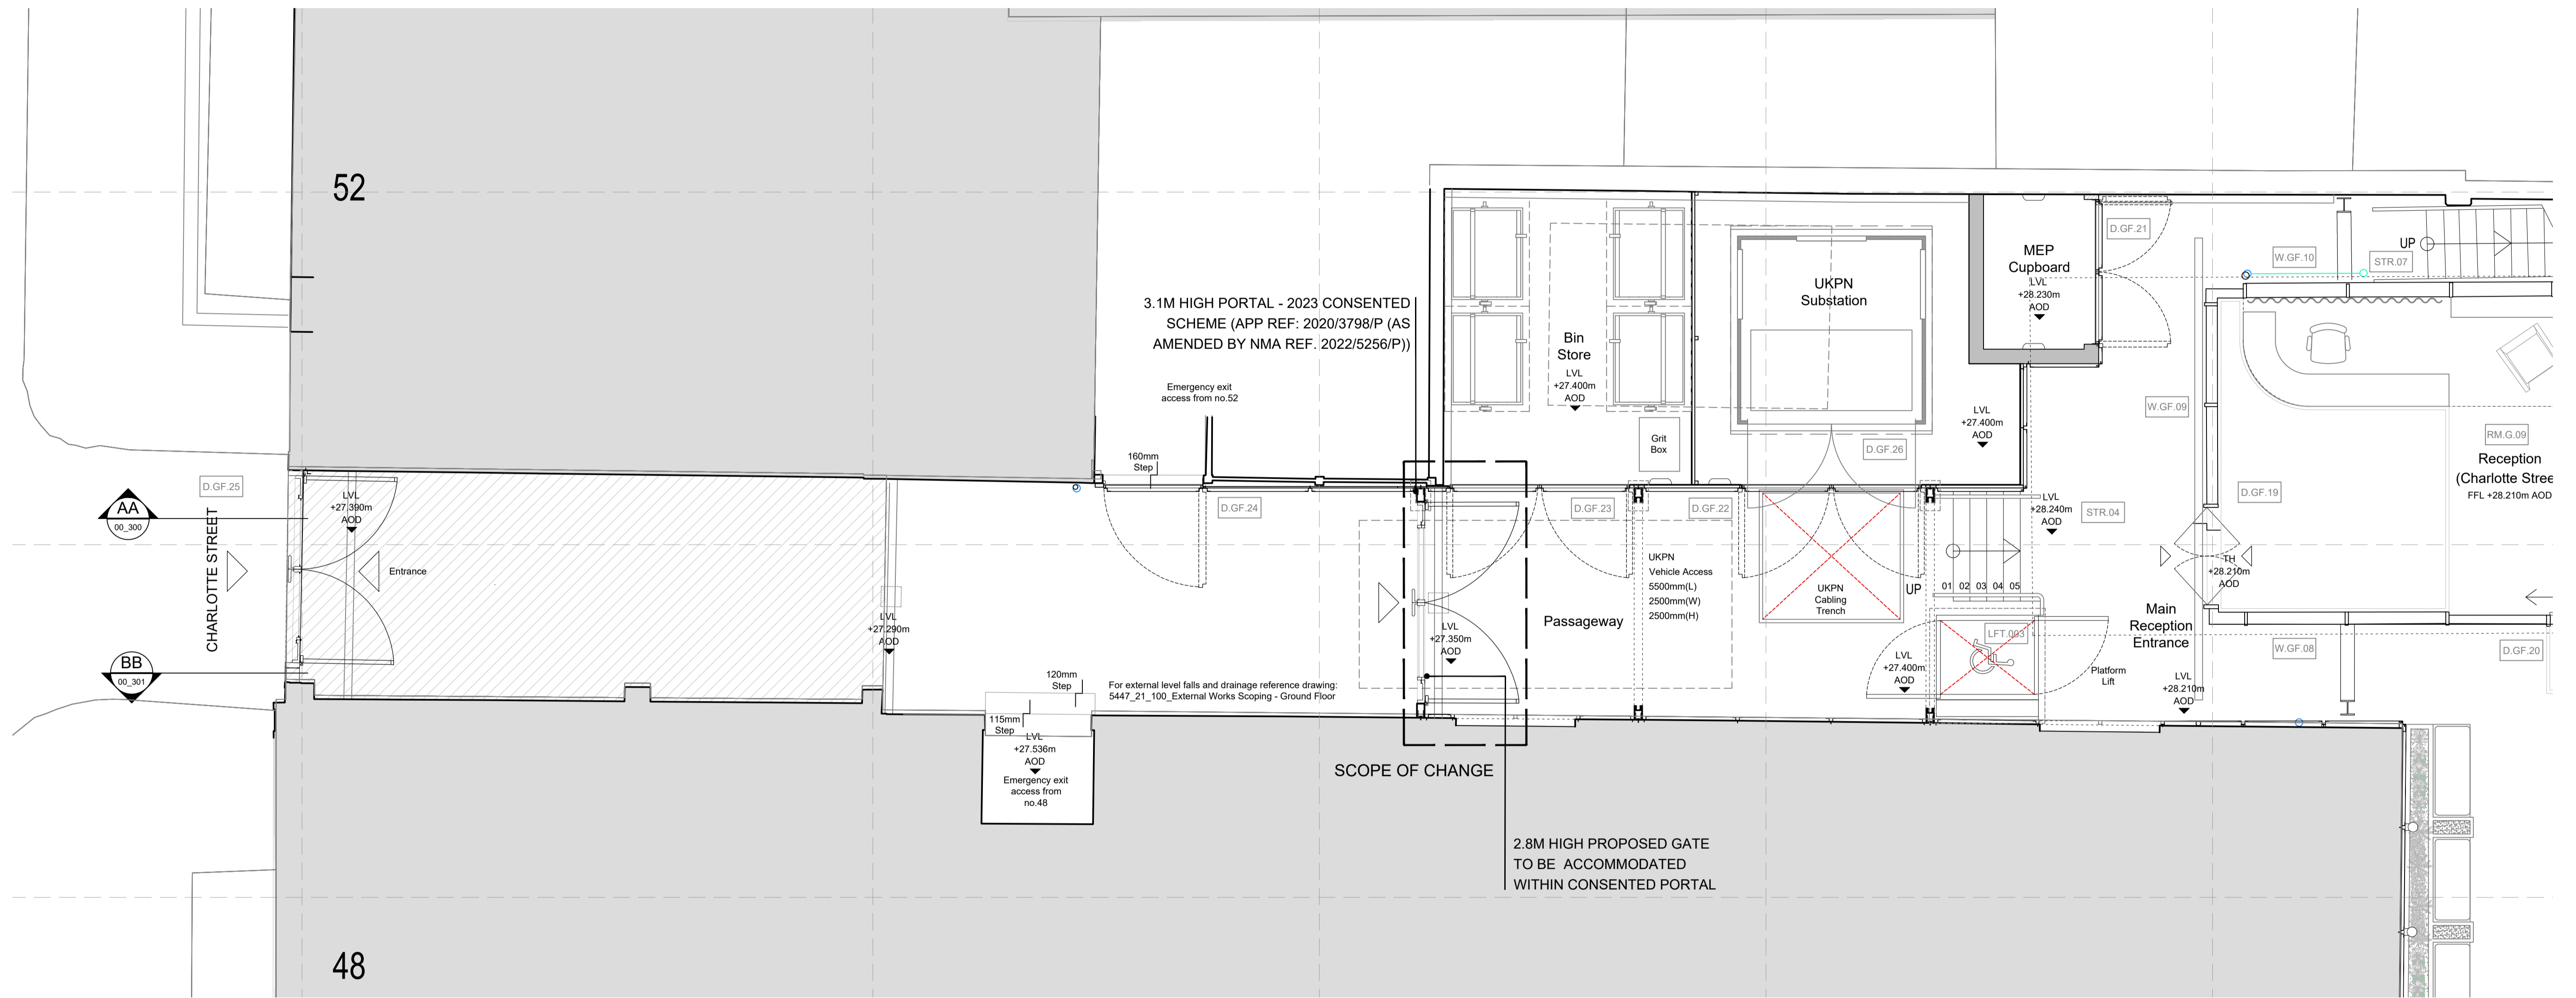 52
3.1M HIGH PORTAL - 2023 CONSENTED
SCHEME (APP REF: 2020/3798/P (AS
AMENDED BY NMA REF. 2022/5256/P))
Emergency exit
access from no.52
160mm
Step
D.GF.25
AA
00_300
CHARLOTTE STREET
BB
00_301
LVL
+27.390m
AOD
Entrance
LVL
+27.290m
AOD
D.GF.24
120mm
Step
115mm
Step
LVL
+27.536m
AOD
Emergency exit
access from
no.48
For external level falls and drainage reference drawing:
5447_21_100_External Works Scoping - Ground Floor
LVL
+27.350m
AOD
SCOPE OF CHANGE
2.8M HIGH PROPOSED GATE
TO BE ACCOMMODATED
WITHIN CONSENTED PORTAL
Bin
Store
LVL
+27.400m
AOD
Grit
Box
UKPN
Substation
D.GF.26
LVL
+27.400m
AOD
MEP
Cupboard
LVL
+28.230m
AOD
D.GF.21
D.GF.23
D.GF.22
Passageway
UKPN
Vehicle Access
5500mm(L)
2500mm(W)
2500mm(H)
UKPN
Cabling
Trench
UP
01 02 03 04 05
LVL
+28.240m
AOD
STR.04
LFT.003
LVL
+27.400m
AOD
Platform
Lift
Main
Reception
Entrance
LVL
+28.210m
AOD
TH
+28.210m
AOD
W.GF.10
STR.07
UP
W.GF.09
D.GF.19
RM.G.09
Reception
(Charlotte Stree
FFL +28.210m AOD
W.GF.08
D.GF.20
48